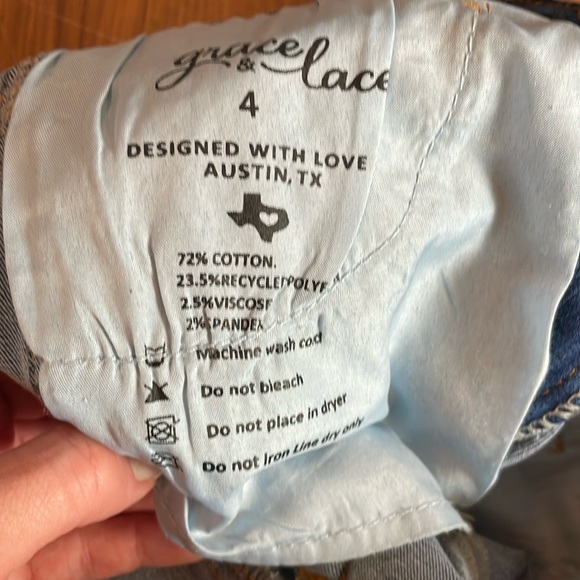 grace
& lace
4
DESIGNED WITH LOVE
AUSTIN, TX
72% COTTON.
23.5%RECYCLED
2.5%VISCOSE
2%SPANDEX
Machine wash cold
Do not bleach
Do not place in dryer
Do not Iron Line dry only